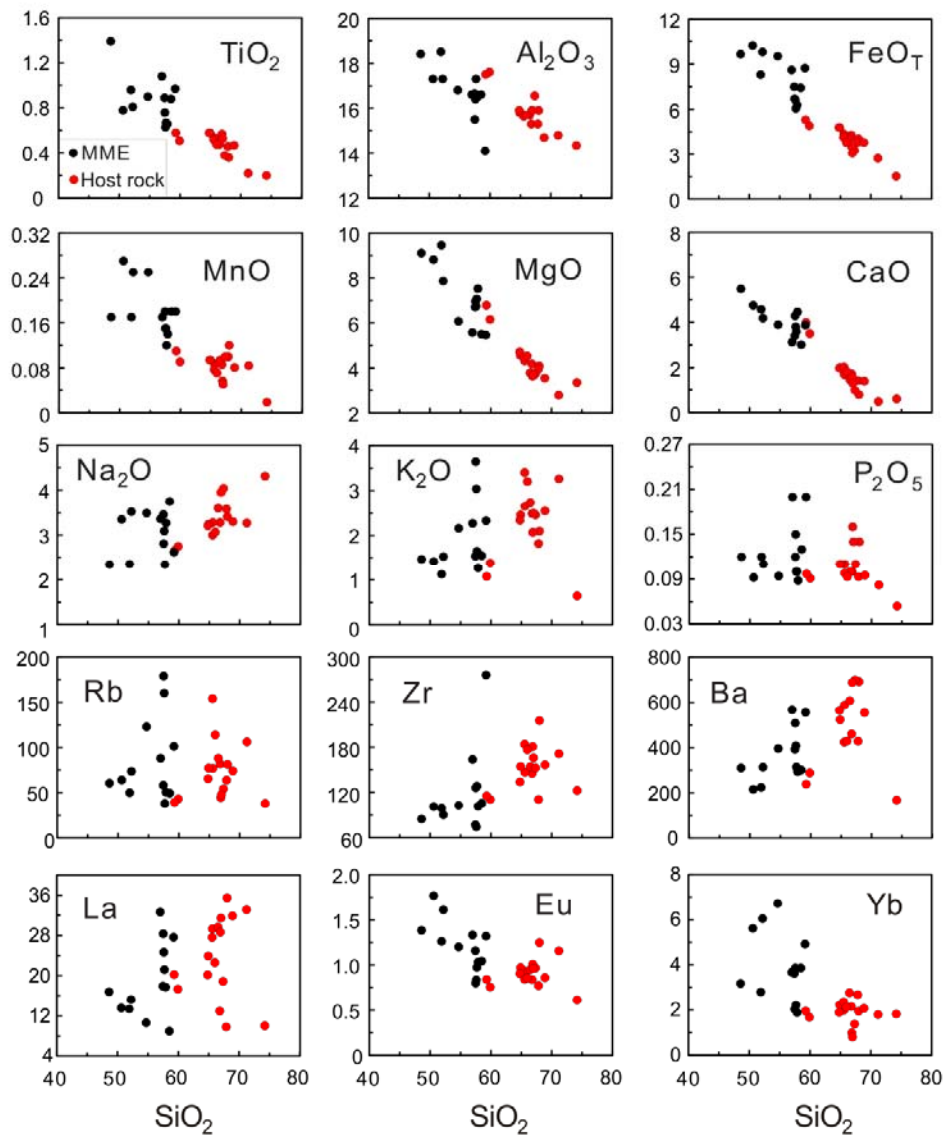 1.6 1.2 0.8 0.4 0 TiO₂
MME
Host rock
20 18 16 14 12 Al₂O₃
12 9 6 3 0 FeO_T
0.32 0.24 0.16 0.08 0 MnO
10 8 6 4 2 MgO
8 6 4 2 0 CaO
5 4 3 2 1 Na₂O
4 3 2 1 0 K₂O
0.27 0.21 0.15 0.09 0.03 P₂O₅
200 150 100 50 0 Rb
300 240 180 120 60 Zr
800 600 400 200 0 Ba
36 28 20 12 4 La
2.0 1.5 1.0 0.5 0 Eu
8 6 4 2 0 Yb
40 50 60 70 80 40 50 60 70 80 40 50 60 70 80
SiO₂ SiO₂ SiO₂